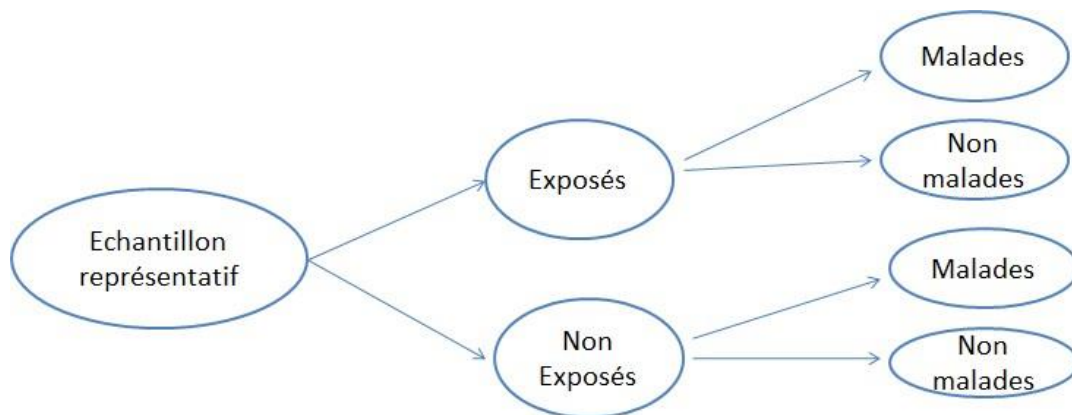 Echantillon
représentatif
Exposés
Malades
Non
malades
Non
Exposés
Malades
Non
malades